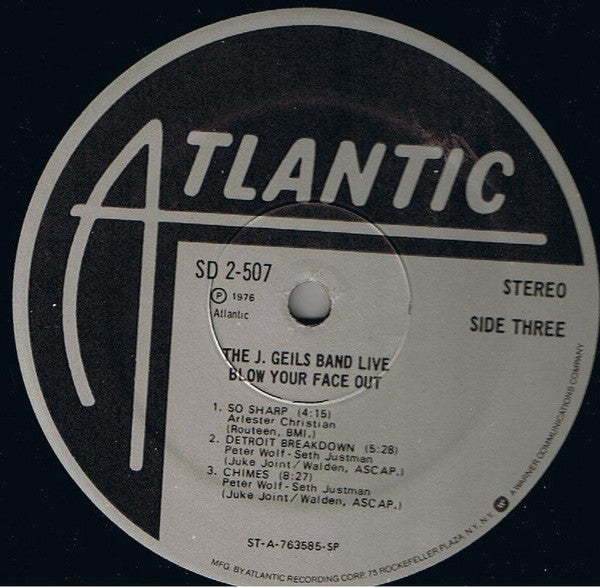 ATLANTIC
SD 2-507
Ⓟ 1976
Atlantic
STEREO
SIDE THREE
THE J. GEILS BAND LIVE
BLOW YOUR FACE OUT
1. SO SHARP (4:15)
Arlester Christian
(Routeen, BMI.)
2. DETROIT BREAKDOWN (5:28)
Peter Wolf-Seth Justman
(Juke Joint/Walden, ASCAP.)
3. CHIMES (8:27)
Peter Wolf-Seth Justman
(Juke Joint/Walden, ASCAP.)
ST-A-763585-SP
MFG. BY ATLANTIC RECORDING CORP., 75 ROCKEFELLER PLAZA, N.Y. N.Y. W A WARNER COMMUNICATIONS COMPANY